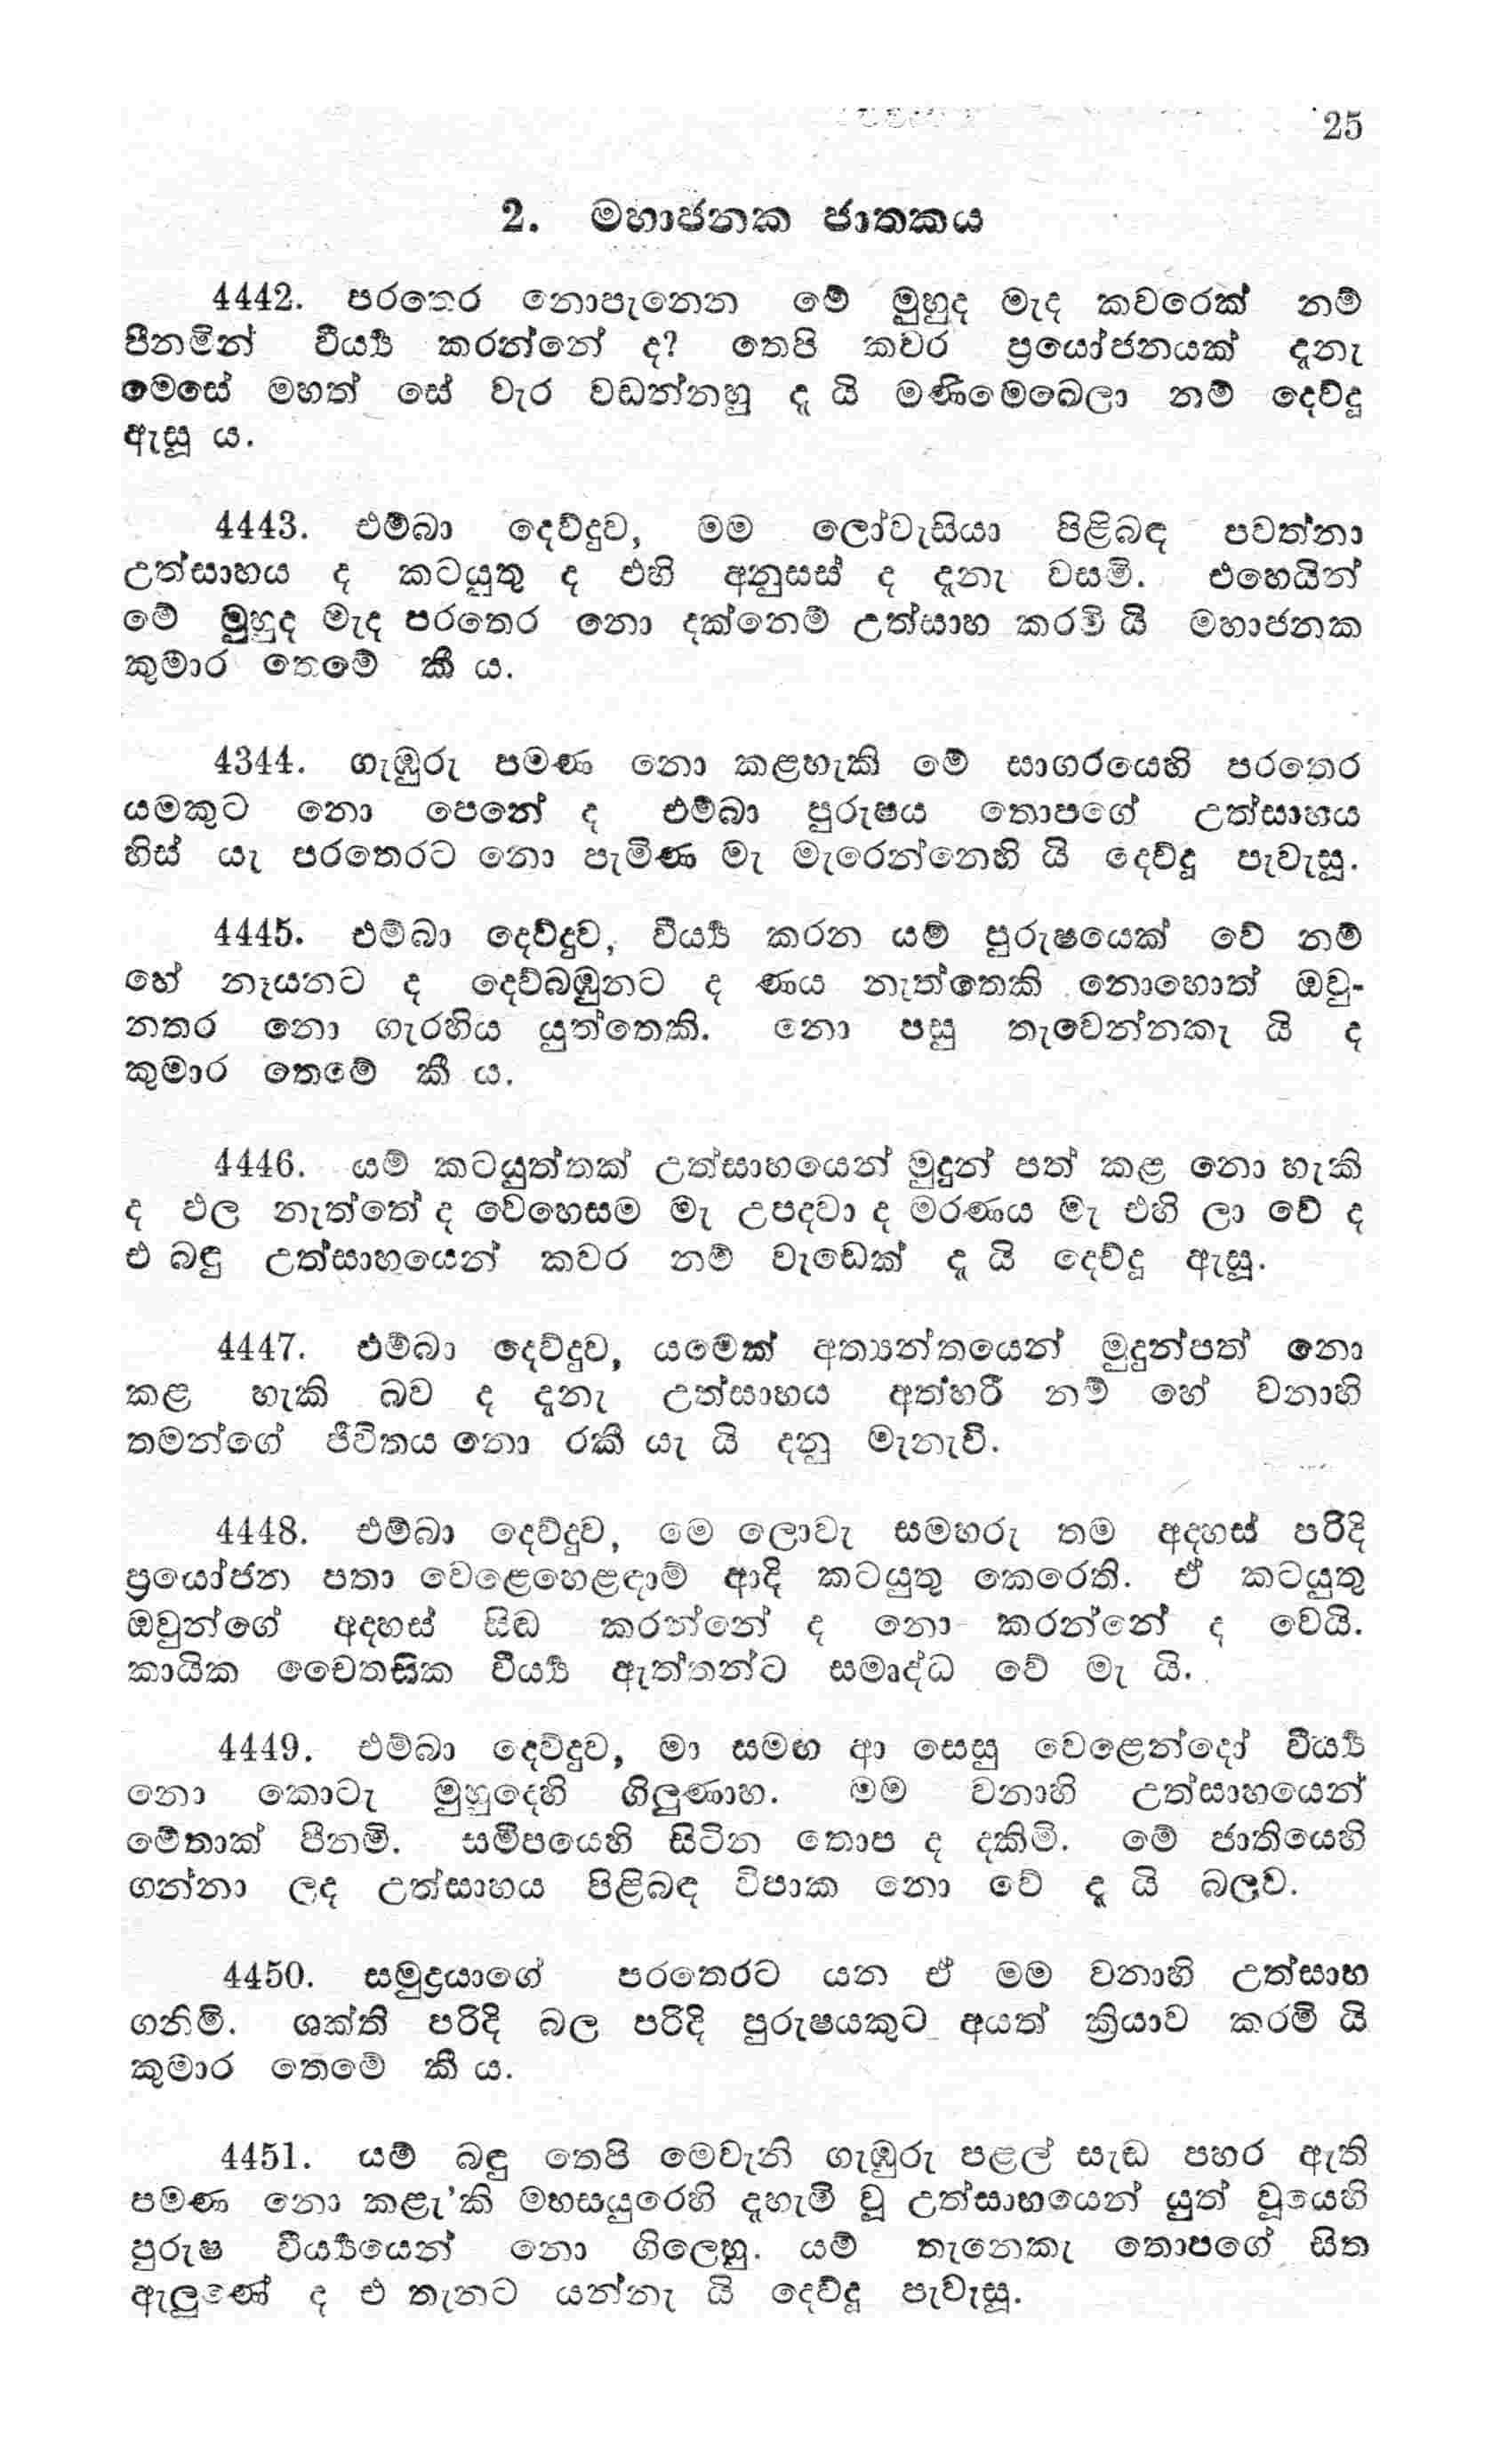 25
2. මහාජනක ජාතකය
4442. පරතෙර නොපැනෙන මේ මුහුද මැද කවරෙක් නම්
පීනමින් වීර්‍ය්‍ය කරන්නේ ද? තෙපි කවර ප්‍රයෝජනයක් දැනැ
මෙසේ මහත් සේ වැර වඩන්නහු දැ යි මණිමෙඛෙලා නම් දෙව්දූ
ඇසූ ය.
4443. එම්බා දෙව්දුව, මම ලෝවැසියා පිළිබඳ පවත්නා
උත්සාහය ද කටයුතු ද එහි අනුසස් ද දැනැ වසමි. එහෙයින්
මේ මුහුද මැද පරතෙර නො දක්නෙම් උත්සාහ කරමි යි මහාජනක
කුමාර තෙමේ කී ය.
4344. ගැඹුරු පමණ නො කළහැකි මේ සාගරයෙහි පරතෙර
යමකුට නො පෙනේ ද එම්බා පුරුෂය තොපගේ උත්සාහය
හිස් යැ පරතෙරට නො පැමිණ මැ මැරෙන්නෙහි යි දෙව්දූ පැවැසූ.
4445. එම්බා දෙව්දුව, වීර්‍ය්‍ය කරන යම් පුරුෂයෙක් වේ නම්
හේ නෑයනට ද දෙව්බඹුනට ද ණය නැත්තෙකි නොහොත් ඔවු-
නතර නො ගැරහිය යුත්තෙකි. නො පසු තැවෙන්නකැ යි ද
කුමාර තෙමේ කී ය.
4446. යම් කටයුත්තක් උත්සාහයෙන් මුදුන් පත් කළ නො හැකි
ද ඵල නැත්තේ ද වෙහෙසම මැ උපදවා ද මරණය මැ එහි ලා වේ ද
එ බඳු උත්සාහයෙන් කවර නම් වැඩෙක් දැ යි දෙව්දූ ඇසූ.
4447. එම්බා දෙව්දුව, යමෙක් අත්‍යන්තයෙන් මුදුන්පත් නො
කළ හැකි බව ද දැනැ උත්සාහය අත්හරී නම් හේ වනාහි
තමන්ගේ ජීවිතය නො රකී යැ යි දනු මැනැවි.
4448. එම්බා දෙව්දුව, මෙ ලොවැ සමහරු තම අදහස් පරිදි
ප්‍රයෝජන පතා වෙළෙහෙළඳාම් ආදි කටයුතු කෙරෙති. ඒ කටයුතු
ඔවුන්ගේ අදහස් සිඬ කරන්නේ ද නො කරන්නේ ද වෙයි.
කායික චෛතසික වීර්‍ය්‍ය ඇත්තන්ට සමෘද්ධ වේ මැ යි.
4449. එම්බා දෙව්දුව, මා සමඟ ආ සෙසු වෙළෙන්දෝ වීර්‍ය්‍ය
නො කොටැ මුහුදෙහි ගිලුණාහ. මම වනාහි උත්සාහයෙන්
මේතාක් පීනමි. සමීපයෙහි සිටින තොප ද දකිමි. මේ ජාතියෙහි
ගන්නා ලද උත්සාහය පිළිබඳ විපාක නො වේ දැ යි බලව.
4450. සමුද්‍රයාගේ පරතෙරට යන ඒ මම වනාහි උත්සාහ
ගනිමි. ශක්ති පරිදි බල පරිදි පුරුෂයකුට අයත් ක්‍රියාව කරමි යි
කුමාර තෙමේ කී ය.
4451. යම් බඳු තෙපි මෙවැනි ගැඹුරු පළල් සැඬ පහර ඇති
පමණ නො කළැ'කි මහසයුරෙහි දැහැමි වූ උත්සාහයෙන් යුත් වූයෙහි
පුරුෂ වීර්‍ය්‍යයෙන් නො ගිලෙහු. යම් තැනෙකැ තොපගේ සිත
ඇලුණේ ද එ තැනට යන්නැ යි දෙව්දූ පැවැසූ.